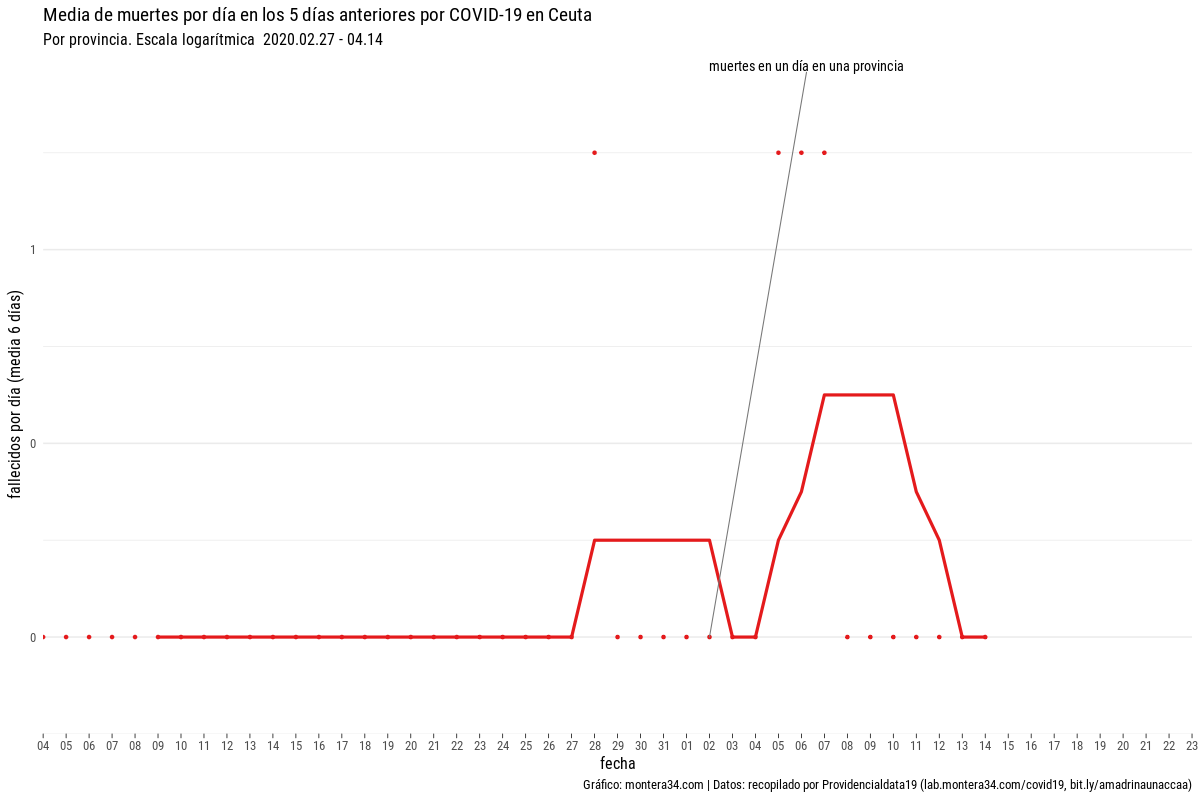 Media de muertes por día en los 5 días anteriores por COVID-19 en Ceuta
Por provincia. Escala logarítmica  2020.02.27 - 04.14
muertes en un día en una provincia
fallecidos por día (media 6 días)
1
0
0
04 05 06 07 08 09 10 11 12 13 14 15 16 17 18 19 20 21 22 23 24 25 26 27 28 29 30 31 01 02 03 04 05 06 07 08 09 10 11 12 13 14 15 16 17 18 19 20 21 22 23
fecha
Gráfico: montera34.com | Datos: recopilado por Providencialdata19 (lab.montera34.com/covid19, bit.ly/amadrinaunaccaa)